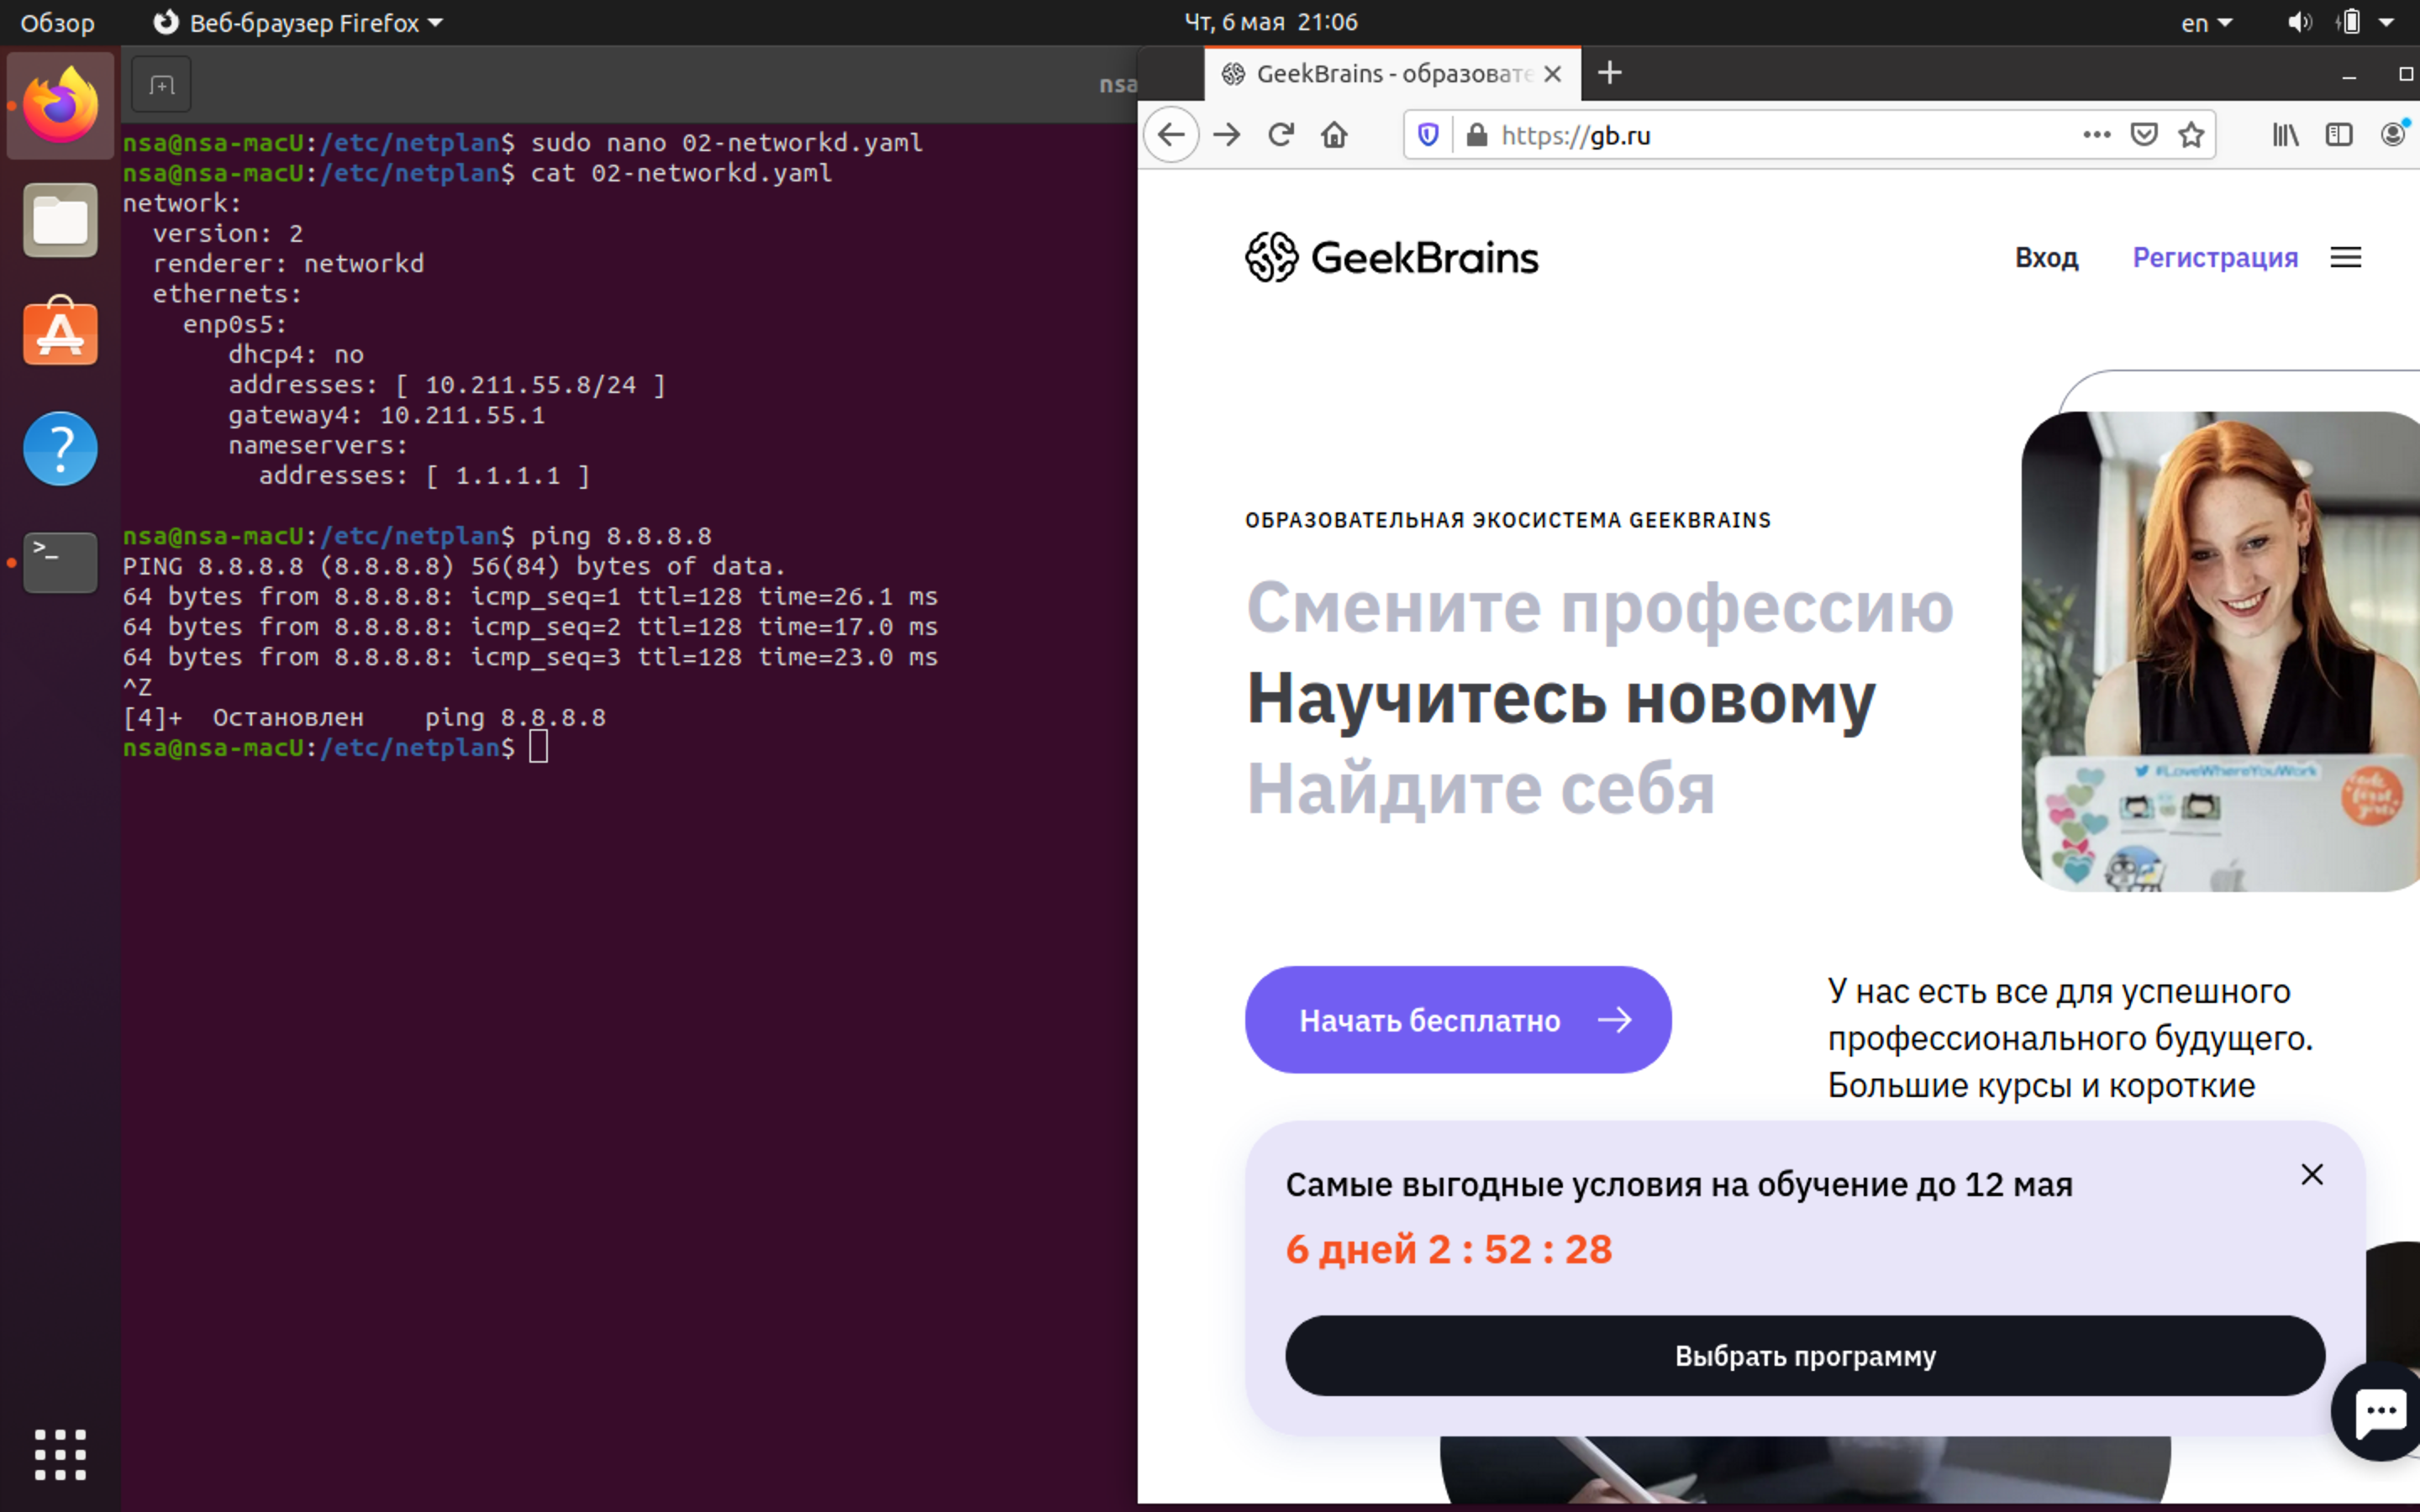 Обзор
Веб-браузер Firefox
Чт, 6 мая 21:06
en
nsa
nsa@nsa-macU:/etc/netplan$ sudo nano 02-networkd.yaml
nsa@nsa-macU:/etc/netplan$ cat 02-networkd.yaml
network:
  version: 2
  renderer: networkd
  ethernets:
    enp0s5:
       dhcp4: no
       addresses: [ 10.211.55.8/24 ]
       gateway4: 10.211.55.1
       nameservers:
         addresses: [ 1.1.1.1 ]
nsa@nsa-macU:/etc/netplan$ ping 8.8.8.8
PING 8.8.8.8 (8.8.8.8) 56(84) bytes of data.
64 bytes from 8.8.8.8: icmp_seq=1 ttl=128 time=26.1 ms
64 bytes from 8.8.8.8: icmp_seq=2 ttl=128 time=17.0 ms
64 bytes from 8.8.8.8: icmp_seq=3 ttl=128 time=23.0 ms
^Z
[4]+  Остановлен    ping 8.8.8.8
nsa@nsa-macU:/etc/netplan$
GeekBrains - образовате
https://gb.ru
GeekBrains
Вход
Регистрация
ОБРАЗОВАТЕЛЬНАЯ ЭКОСИСТЕМА GEEKBRAINS
Смените профессию
Научитесь новому
Найдите себя
#LoveWhereYouWork
code first girls
Начать бесплатно
У нас есть все для успешного
профессионального будущего.
Большие курсы и короткие
Самые выгодные условия на обучение до 12 мая
6 дней 2 : 52 : 28
Выбрать программу